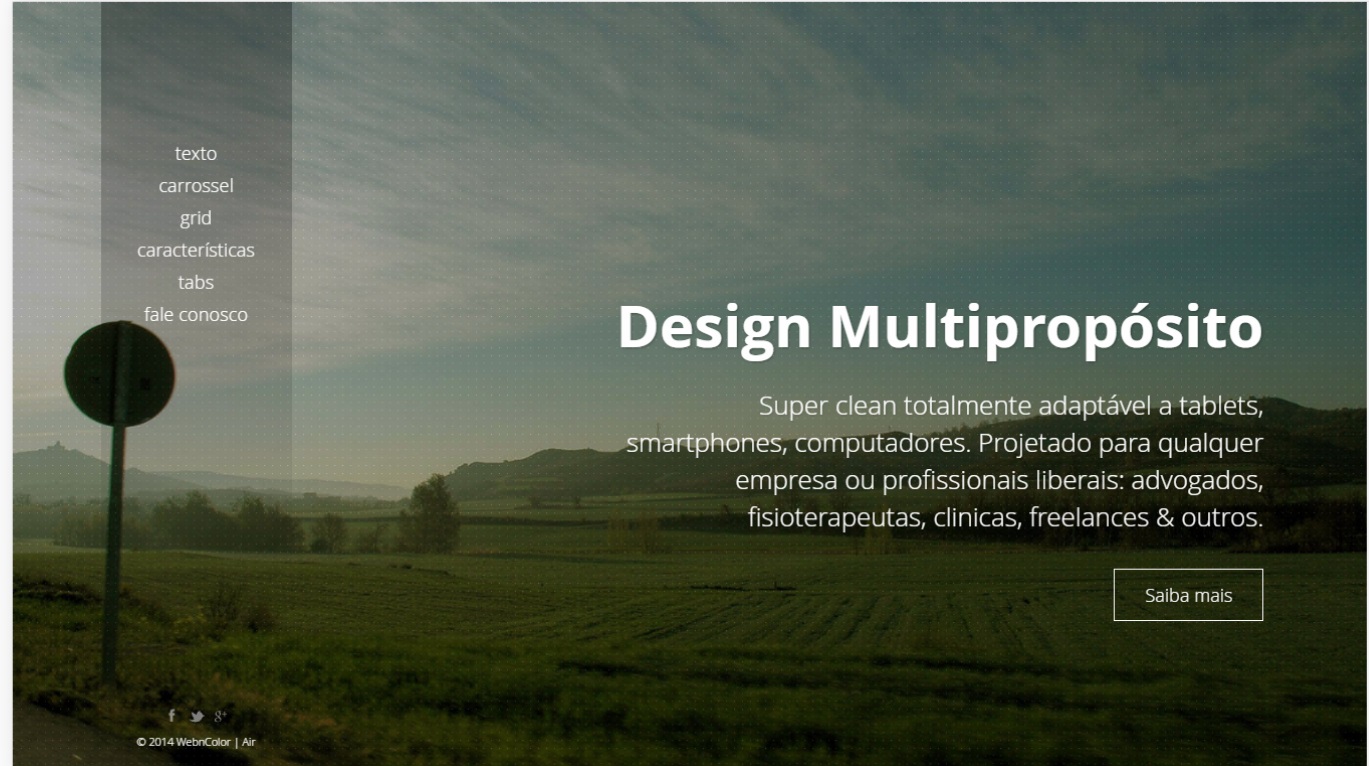 texto
carrossel
grid
características
tabs
fale conosco
Design Multipropósito
Super clean totalmente adaptável a tablets,
smartphones, computadores. Projetado para qualquer
empresa ou profissionais liberais: advogados,
fisioterapeutas, clinicas, freelances & outros.
Saiba mais
© 2014 WebnColor | Air